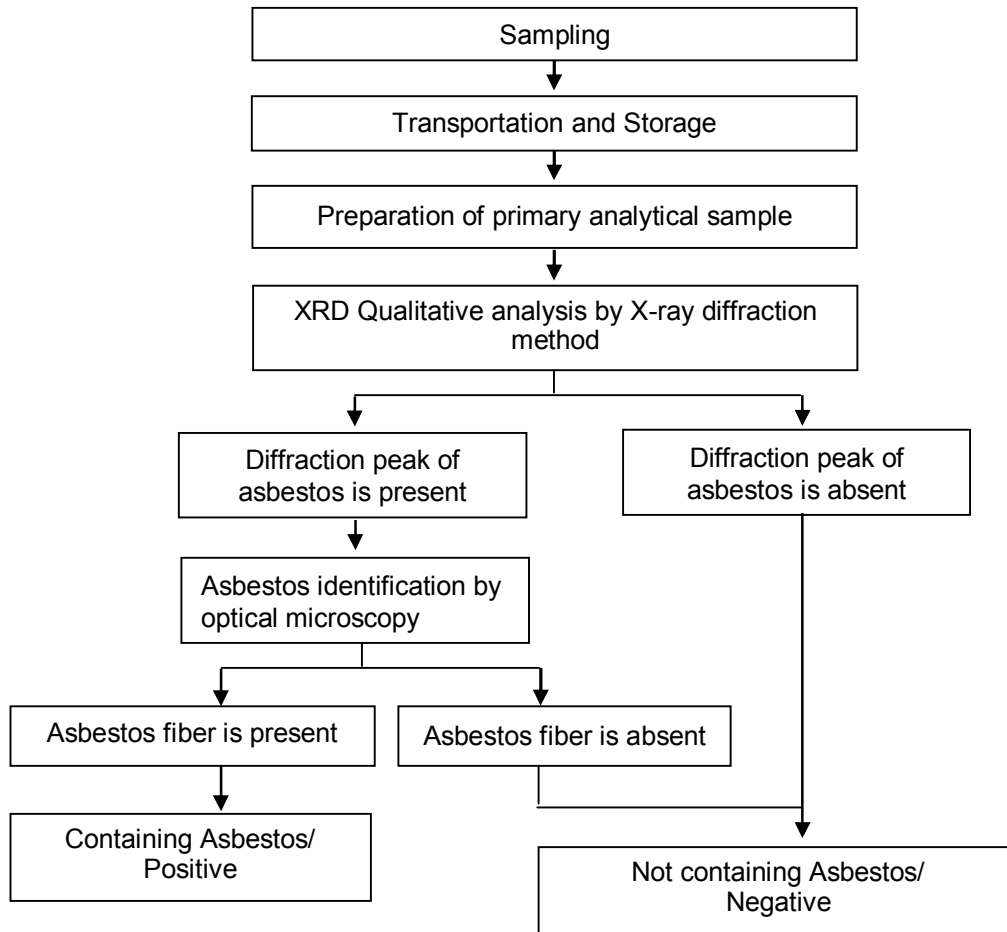 Sampling
Transportation and Storage
Preparation of primary analytical sample
XRD Qualitative analysis by X-ray diffraction
method
Diffraction peak of
asbestos is present
Diffraction peak of
asbestos is absent
Asbestos identification by
optical microscopy
Asbestos fiber is present
Asbestos fiber is absent
Containing Asbestos/
Positive
Not containing Asbestos/
Negative